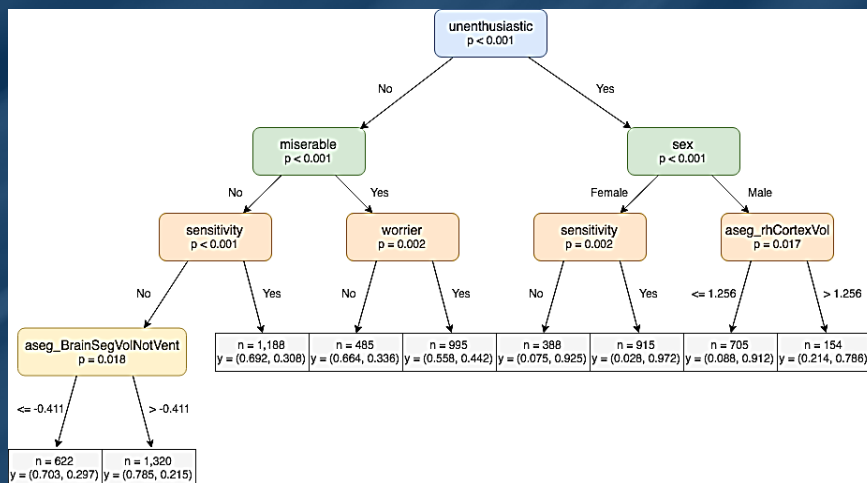 unenthusiastic
p < 0.001
No
Yes
miserable
p < 0.001
sex
p < 0.001
No
Yes
Female
Male
sensitivity
p < 0.001
worrier
p = 0.002
sensitivity
p = 0.002
aseg_rhCortexVol
p = 0.017
No
Yes
No
Yes
No
Yes
<= 1.256
> 1.256
aseg_BrainSegVolNotVent
p = 0.018
n = 1,188
y = (0.692, 0.308)
n = 485
y = (0.664, 0.336)
n = 995
y = (0.558, 0.442)
n = 388
y = (0.075, 0.925)
n = 915
y = (0.028, 0.972)
n = 705
y = (0.088, 0.912)
n = 154
y = (0.214, 0.786)
<= -0.411
> -0.411
n = 622
y = (0.703, 0.297)
n = 1,320
y = (0.785, 0.215)